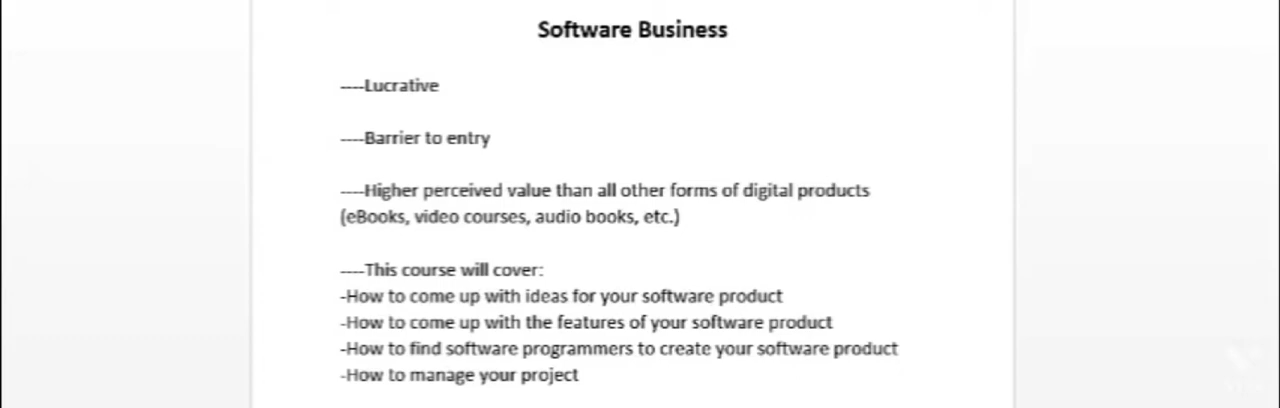 Software Business
----Lucrative
----Barrier to entry
----Higher perceived value than all other forms of digital products
(eBooks, video courses, audio books, etc.)
----This course will cover:
-How to come up with ideas for your software product
-How to come up with the features of your software product
-How to find software programmers to create your software product
-How to manage your project